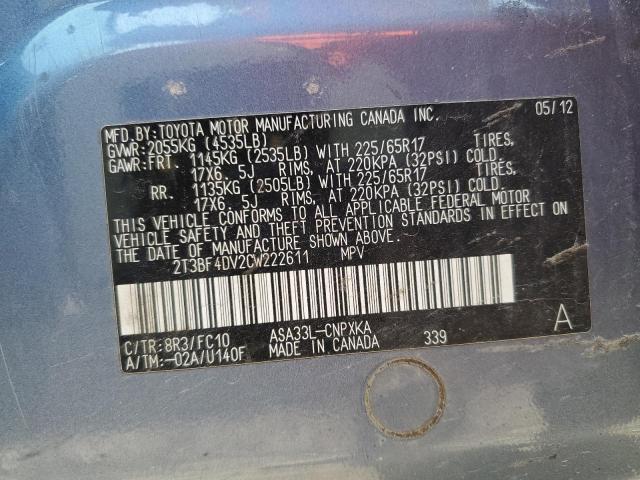 MFD.BY:TOYOTA MOTOR MANUFACTURING CANADA INC. 05/12
GVWR:2055KG (4535LB)
GAWR:FRT. 1145KG (2535LB) WITH 225/65R17 TIRES,
17X6. 5J RIMS, AT 220KPA (32PSI) COLD.
RR. 1135KG (2505LB) WITH 225/65R17 TIRES,
17X6. 5J RIMS, AT 220KPA (32PSI) COLD.
THIS VEHICLE CONFORMS TO ALL APPLICABLE FEDERAL MOTOR
VEHICLE SAFETY AND THEFT PREVENTION STANDARDS IN EFFECT ON
THE DATE OF MANUFACTURE SHOWN ABOVE.
2T3BF4DV2CW222611 MPV
C/TR:8R3/FC10 ASA33L-CNPXKA 339 A
A/TM:-02A/U140F MADE IN CANADA